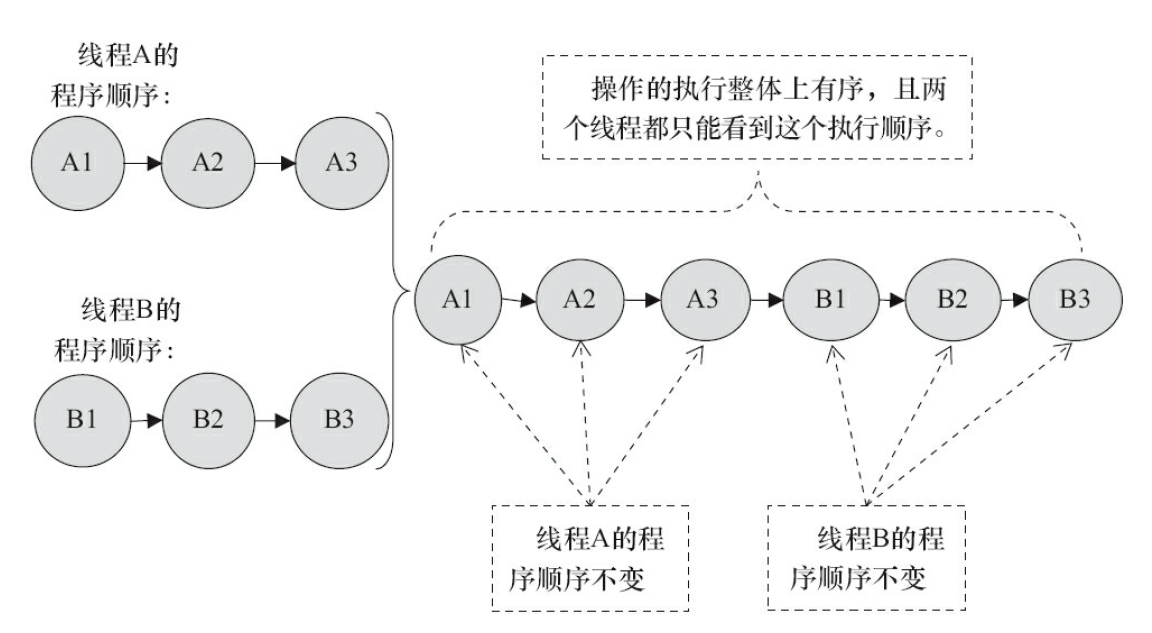 线程A的
程序顺序：
A1 A2 A3
操作的执行整体上有序，且两
个线程都只能看到这个执行顺序。
线程B的
程序顺序：
B1 B2 B3
A1 A2 A3 B1 B2 B3
线程A的程
序顺序不变
线程B的程
序顺序不变